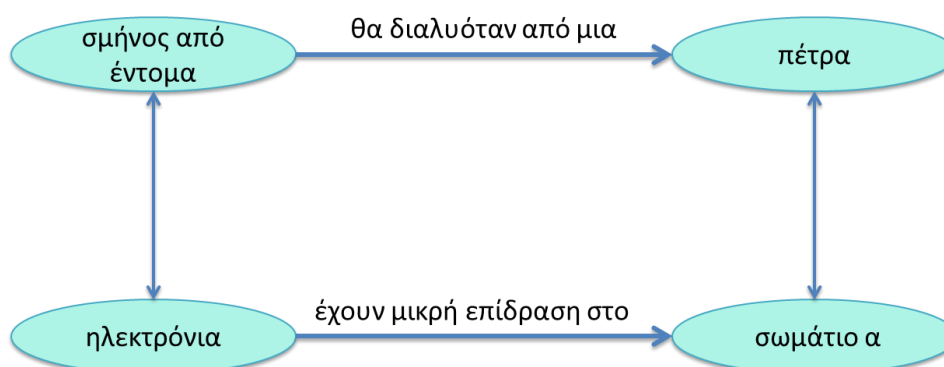 σμήνος από
έντομα
θα διαλυόταν από μια
πέτρα
ηλεκτρόνια
έχουν μικρή επίδραση στο
σωμάτιο α